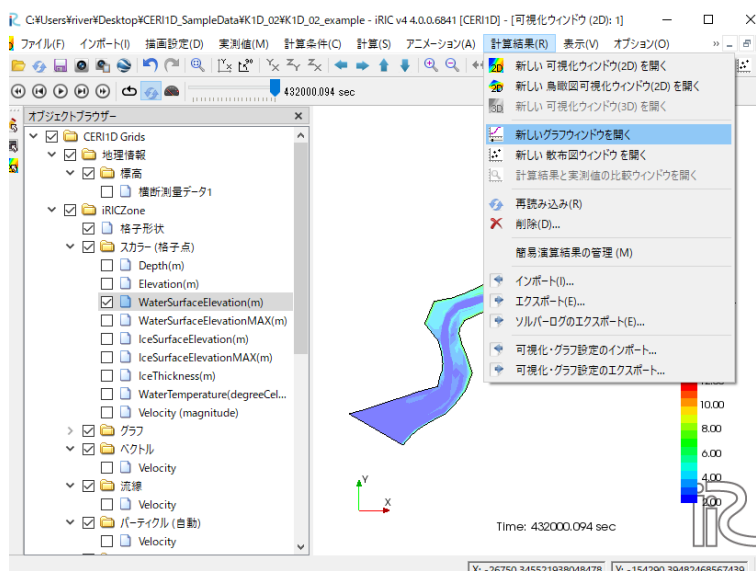 C:¥Users¥river¥Desktop¥CERI1D_SampleData¥K1D_02¥K1D_02_example - iRIC v4 4.0.0.6841 [CERI1D] - [可視化ウィンドウ (2D): 1]
ファイル(F) インポート(I) 描画設定(D) 実測値(M) 計算条件(C) 計算(S) アニメーション(A) 計算結果(R) 表示(V) オプション(O) »
432000.094 sec
オブジェクトブラウザー
CERI1D Grids
地理情報
標高
横断測量データ1
iRICZone
格子形状
スカラー (格子点)
Depth(m)
Elevation(m)
WaterSurfaceElevation(m)
WaterSurfaceElevationMAX(m)
IceSurfaceElevation(m)
IceSurfaceElevationMAX(m)
IceThickness(m)
WaterTemperature(degreeCel...
Velocity (magnitude)
グラフ
ベクトル
Velocity
流線
Velocity
パーティクル (自動)
Velocity
2D 新しい 可視化ウィンドウ(2D) を開く
2D 新しい 鳥瞰図可視化ウィンドウ(2D) を開く
3D 新しい 可視化ウィンドウ(3D) を開く
新しいグラフウィンドウを開く
新しい 散布図ウィンドウ を開く
計算結果と実測値の比較ウィンドウを開く
再読み込み(R)
削除(D)...
簡易演算結果の管理 (M)
インポート(I)...
エクスポート(E)...
ソルバーログのエクスポート(E)...
可視化・グラフ設定のインポート...
可視化・グラフ設定のエクスポート...
10.00
8.00
6.00
4.00
2.00
Y
X
Time: 432000.094 sec
iRIC
X: -26750.345521938048478 Y: -154290.39482468567439